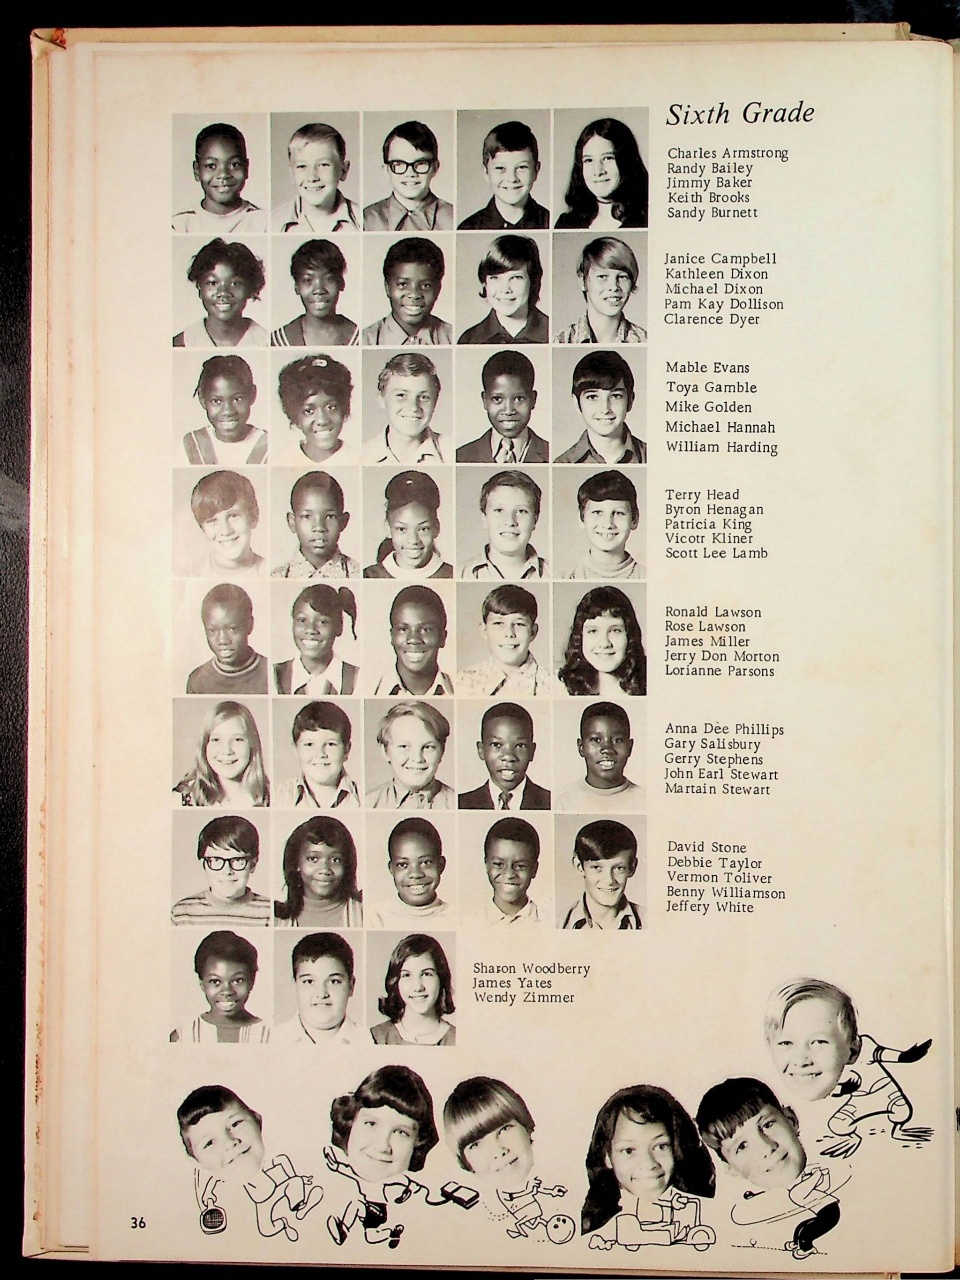 Sixth Grade
Charles Armstrong
Randy Bailey
Jimmy Baker
Keith Brooks
Sandy Burnett
Janice Campbell
Kathleen Dixon
Michael Dixon
Pam Kay Dollison
Clarence Dyer
Mable Evans
Toya Gamble
Mike Golden
Michael Hannah
William Harding
Terry Head
Byron Henagan
Patricia King
Vicotr Kliner
Scott Lee Lamb
Ronald Lawson
Rose Lawson
James Miller
Jerry Don Morton
Lorianne Parsons
Anna Dee Phillips
Gary Salisbury
Gerry Stephens
John Earl Stewart
Martain Stewart
David Stone
Debbie Taylor
Vermon Toliver
Benny Williamson
Jeffery White
Sharon Woodberry
James Yates
Wendy Zimmer
36